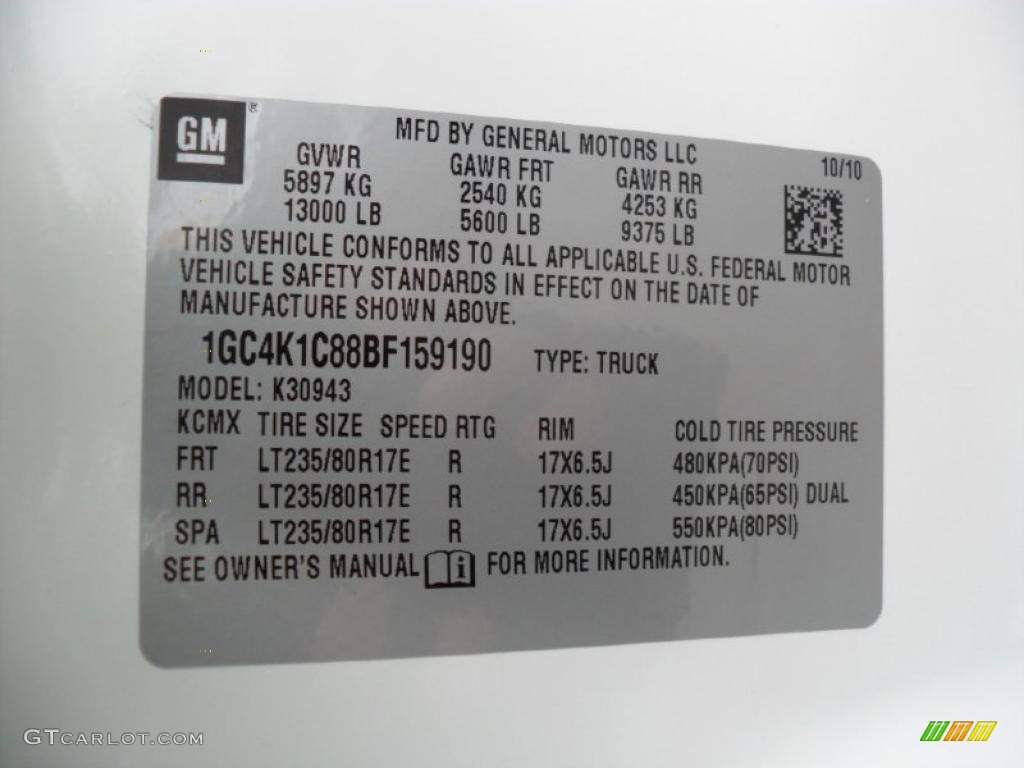 GM ®
MFD BY GENERAL MOTORS LLC
10/10
GVWR GAWR FRT GAWR RR
5897 KG 2540 KG 4253 KG
13000 LB 5600 LB 9375 LB
THIS VEHICLE CONFORMS TO ALL APPLICABLE U.S. FEDERAL MOTOR
VEHICLE SAFETY STANDARDS IN EFFECT ON THE DATE OF
MANUFACTURE SHOWN ABOVE.
1GC4K1C88BF159190 TYPE: TRUCK
MODEL: K30943
KCMX TIRE SIZE SPEED RTG RIM COLD TIRE PRESSURE
FRT LT235/80R17E R 17X6.5J 480KPA(70PSI)
RR LT235/80R17E R 17X6.5J 450KPA(65PSI) DUAL
SPA LT235/80R17E R 17X6.5J 550KPA(80PSI)
SEE OWNER'S MANUAL i FOR MORE INFORMATION.
GTCARLOT.COM